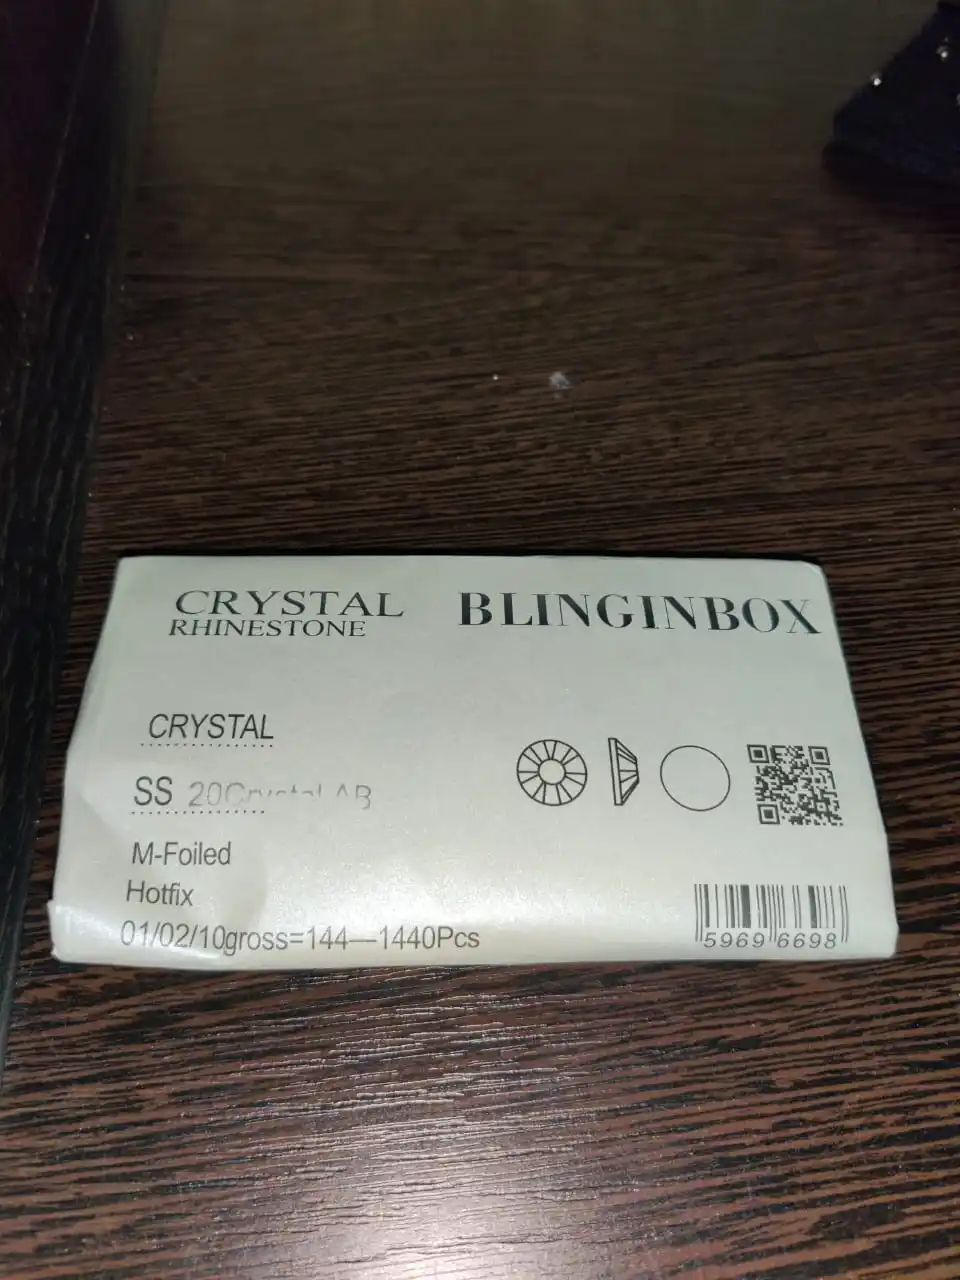 CRYSTAL BLINGINBOX
RHINESTONE
CRYSTAL
SS 20Crystal AB
M-Foiled
Hotfix
01/02/10gross=144—1440Pcs
5969 6698